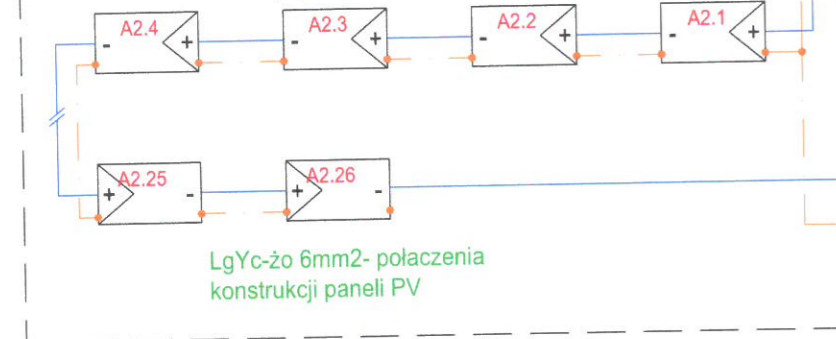 A2.4 A2.3 A2.2 A2.1
- + - + - + - +
A2.25 A2.26
+ - + -
LgYc-żo 6mm2- połaczenia
konstrukcji paneli PV